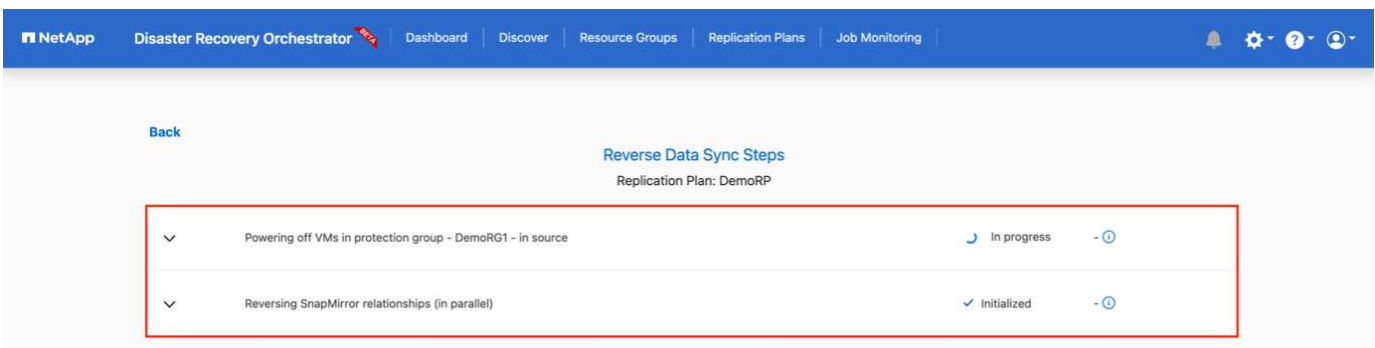 NetApp Disaster Recovery Orchestrator BETA Dashboard Discover Resource Groups Replication Plans Job Monitoring
Back
Reverse Data Sync Steps
Replication Plan: DemoRP
Powering off VMs in protection group - DemoRG1 - in source In progress -
Reversing SnapMirror relationships (in parallel) Initialized -